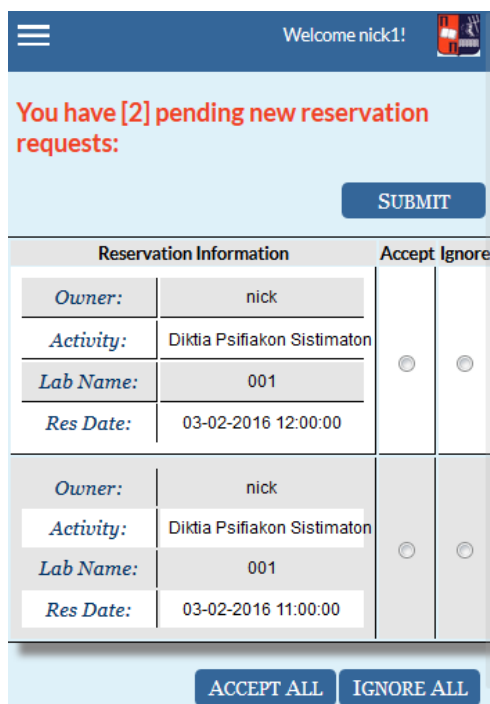 Welcome nick1!
You have [2] pending new reservation
requests:
SUBMIT
Reservation Information Accept Ignore
Owner: nick
Activity: Diktia Psifiakon Sistimaton
Lab Name: 001
Res Date: 03-02-2016 12:00:00
Owner: nick
Activity: Diktia Psifiakon Sistimaton
Lab Name: 001
Res Date: 03-02-2016 11:00:00
ACCEPT ALL IGNORE ALL